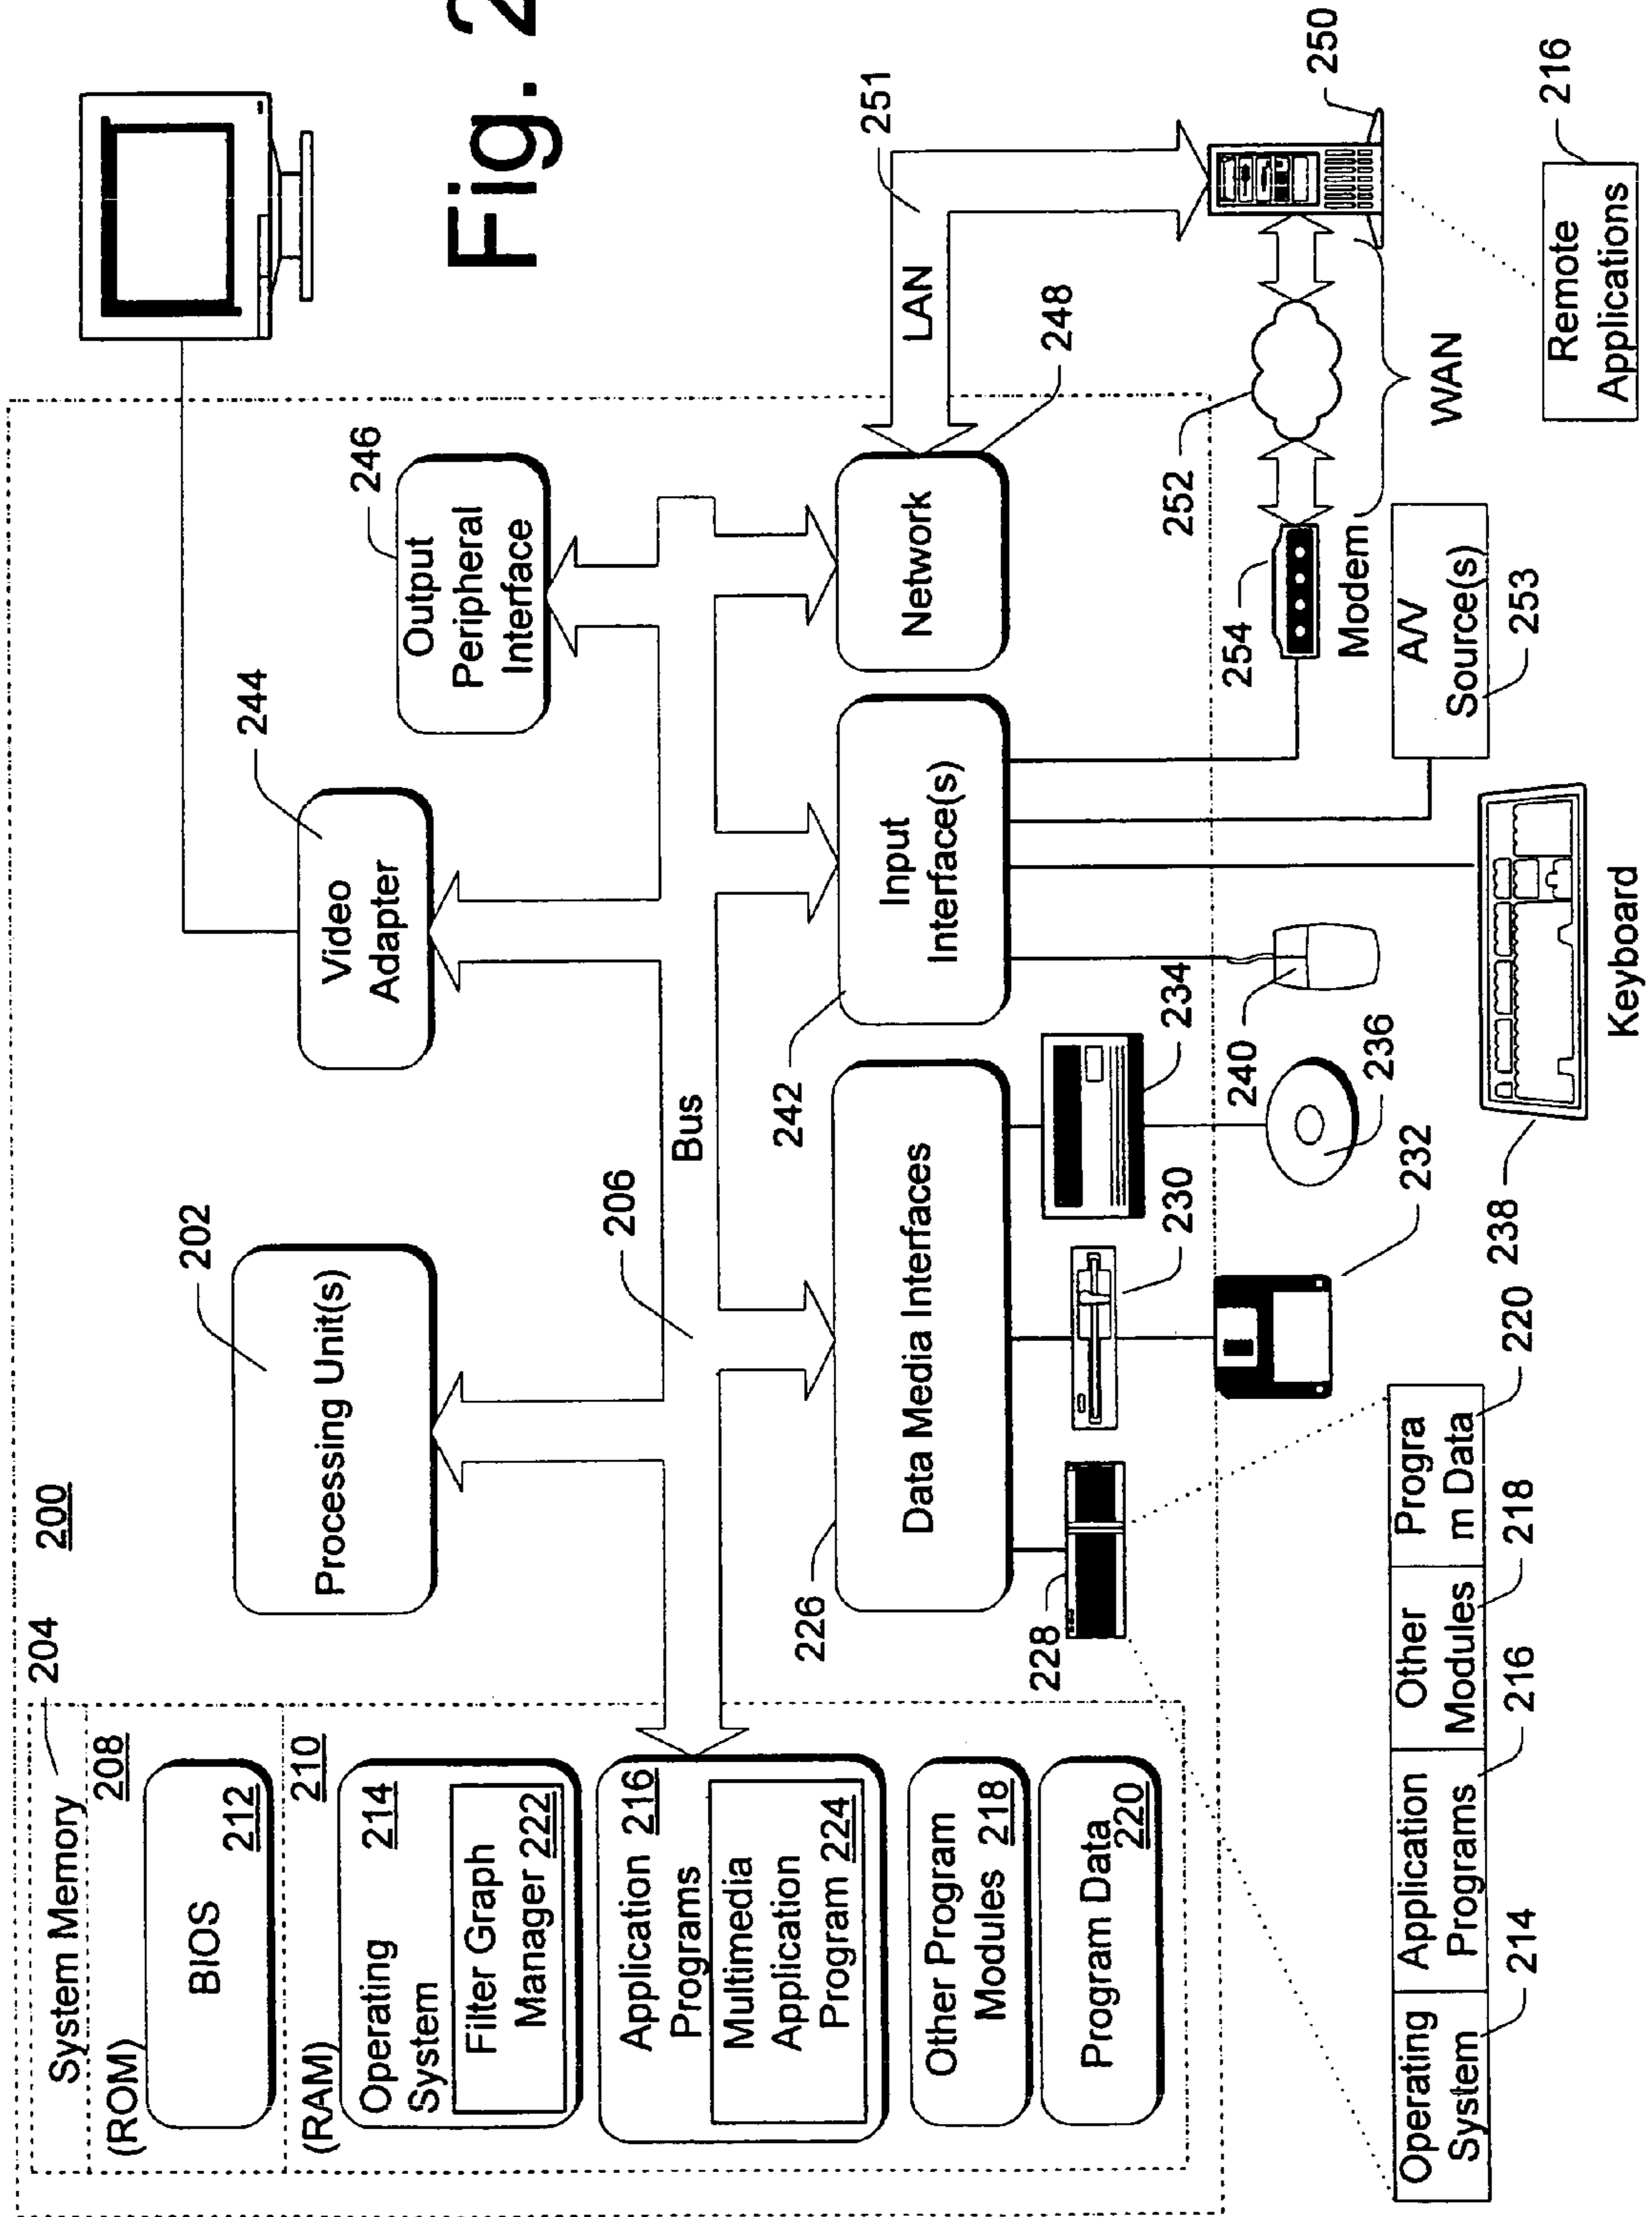 Fig. 2
200
System Memory
204
(ROM)
208
BIOS
212
(RAM)
210
Operating
System
214
Filter Graph
Manager 222
Application 216
Programs
Multimedia
Application
Program 224
Other Program
Modules 218
Program Data
220
Processing Unit(s)
202
206
Bus
Video
Adapter
244
Output
Peripheral
Interface
246
Data Media Interfaces
226
Input
Interface(s)
242
Network
248
LAN
251
228
230
234
232
236
240
254
252
250
Modem
WAN
A/V
Source(s)
253
Remote
Applications
216
238
Keyboard
Operating
System
214
Application
Programs
216
Other
Modules
218
Progra
m Data
220